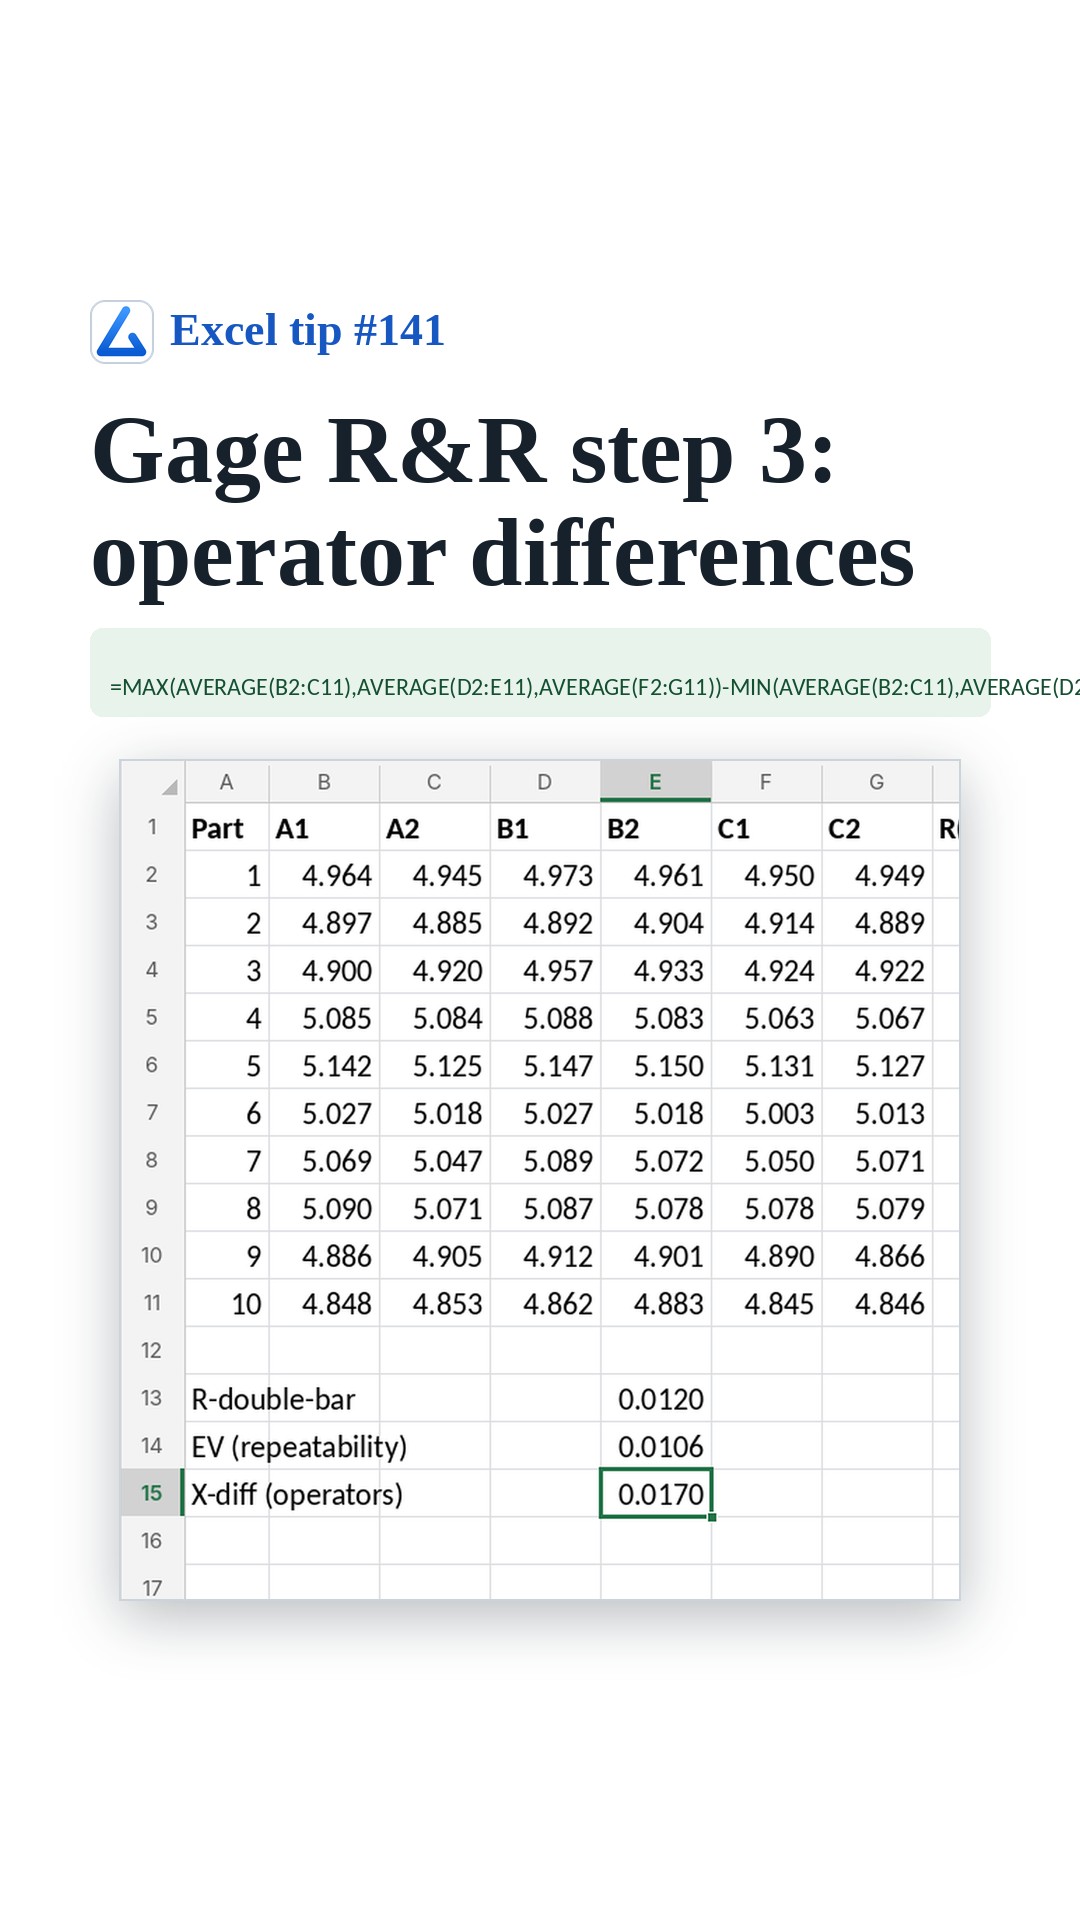 Excel tip #141
Gage R&R step 3:
operator differences
=MAX(AVERAGE(B2:C11),AVERAGE(D2:E11),AVERAGE(F2:G11))-MIN(AVERAGE(B2:C11),AVERAGE(D2
A B C D E F G
1 Part A1 A2 B1 B2 C1 C2
2 1 4.964 4.945 4.973 4.961 4.950 4.949
3 2 4.897 4.885 4.892 4.904 4.914 4.889
4 3 4.900 4.920 4.957 4.933 4.924 4.922
5 4 5.085 5.084 5.088 5.083 5.063 5.067
6 5 5.142 5.125 5.147 5.150 5.131 5.127
7 6 5.027 5.018 5.027 5.018 5.003 5.013
8 7 5.069 5.047 5.089 5.072 5.050 5.071
9 8 5.090 5.071 5.087 5.078 5.078 5.079
10 9 4.886 4.905 4.912 4.901 4.890 4.866
11 10 4.848 4.853 4.862 4.883 4.845 4.846
12
13 R-double-bar 0.0120
14 EV (repeatability) 0.0106
15 X-diff (operators) 0.0170
16
17